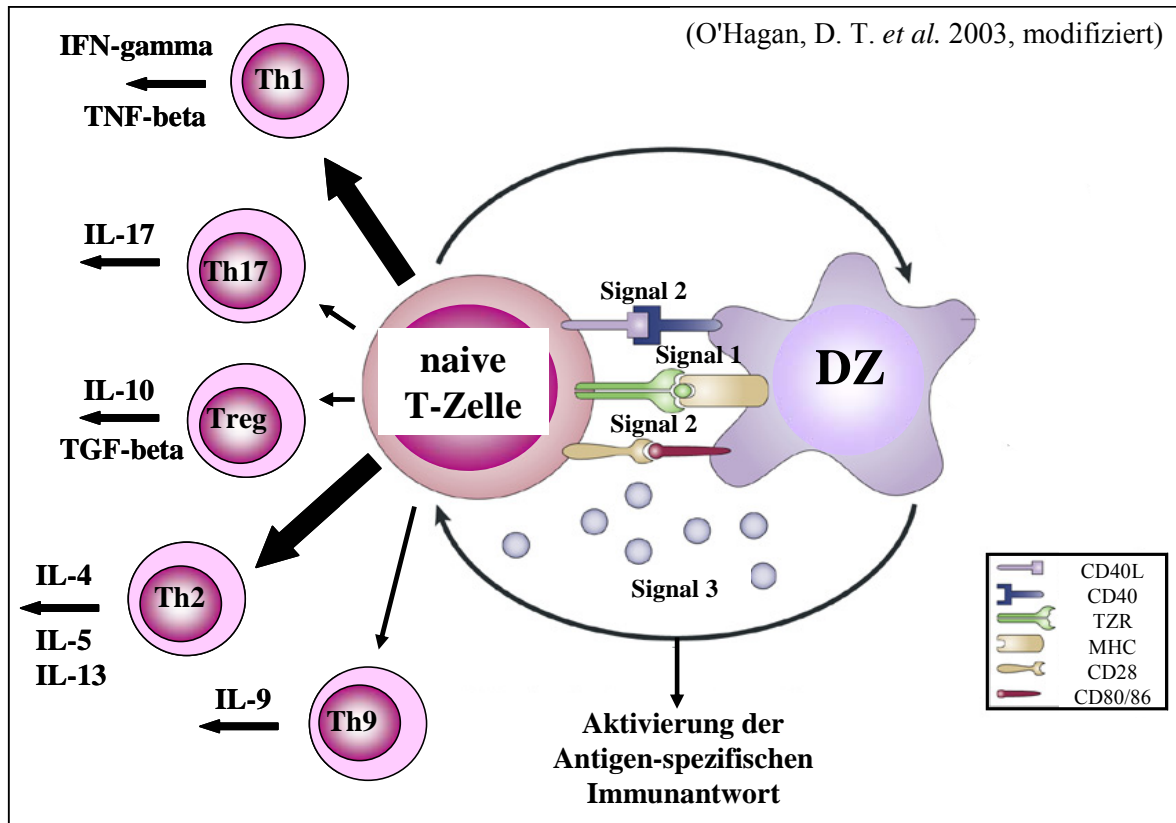 (O'Hagan, D. T. et al. 2003, modifiziert)
IFN-gamma
TNF-beta
Th1
IL-17
Th17
IL-10
TGF-beta
Treg
IL-4
IL-5
IL-13
Th2
IL-9
Th9
naive
T-Zelle
Signal 2
Signal 1
Signal 2
DZ
Signal 3
Aktivierung der
Antigen-spezifischen
Immunantwort
CD40L
CD40
TZR
MHC
CD28
CD80/86